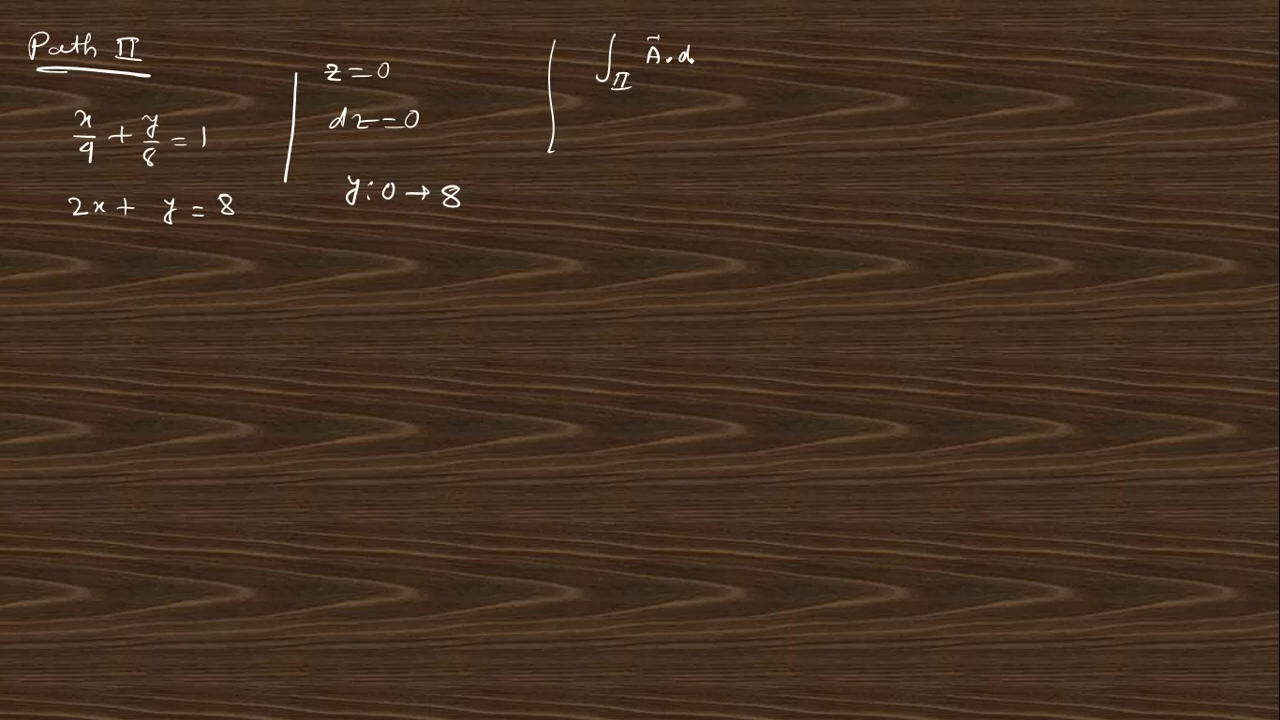 Path II
x/4 + y/8 = 1
2x + y = 8
z = 0
dz = 0
y : 0 → 8
∫_II A⃗ . d